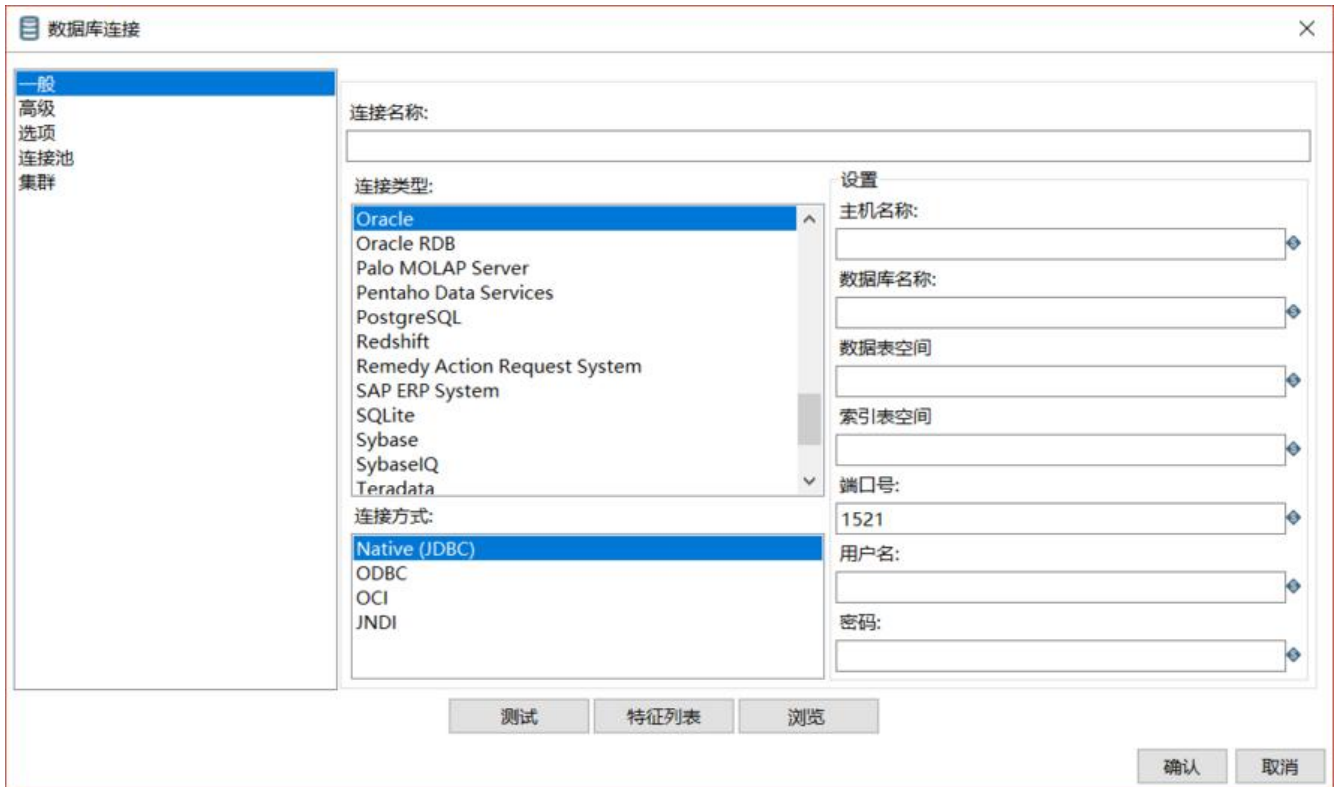 数据库连接
一般
高级
选项
连接池
集群
连接名称:
连接类型:
Oracle
Oracle RDB
Palo MOLAP Server
Pentaho Data Services
PostgreSQL
Redshift
Remedy Action Request System
SAP ERP System
SQLite
Sybase
SybaseIQ
Teradata
连接方式:
Native (JDBC)
ODBC
OCI
JNDI
设置
主机名称:
数据库名称:
数据表空间
索引表空间
端口号:
1521
用户名:
密码:
测试
特征列表
浏览
确认
取消